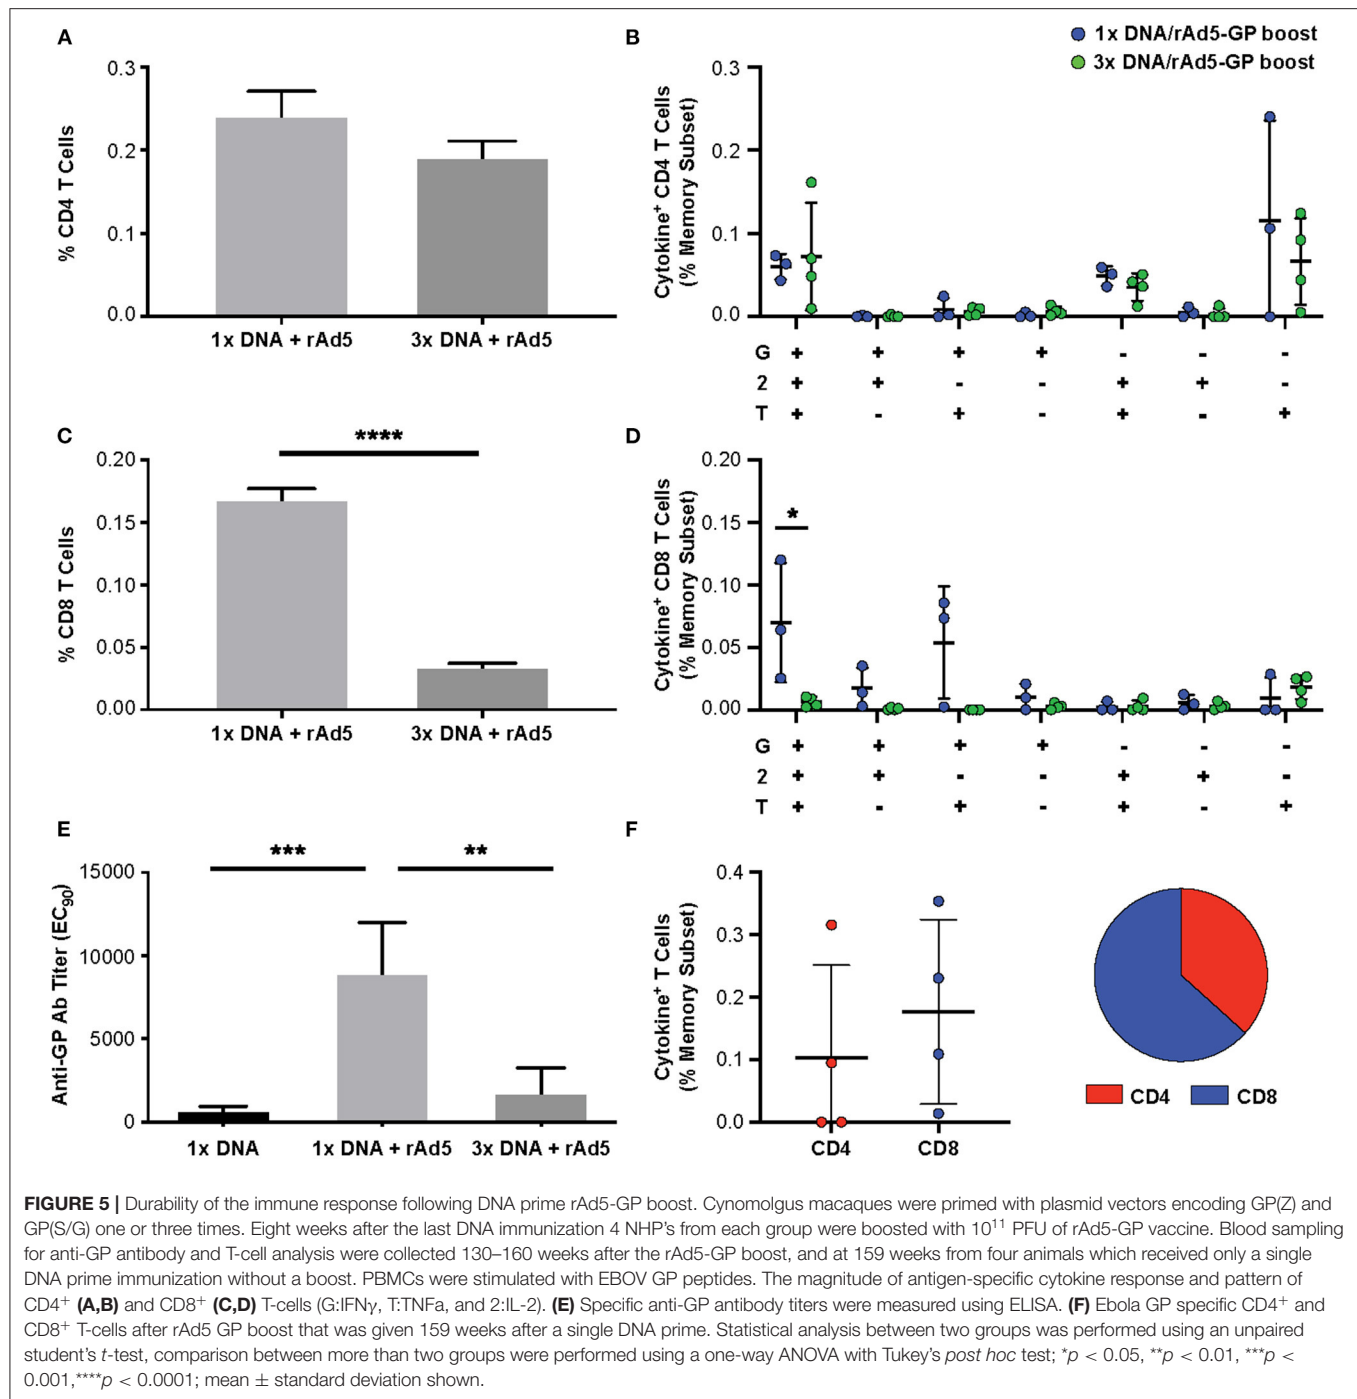 A
% CD4 T Cells
0.3
0.2
0.1
0.0
1x DNA + rAd5
3x DNA + rAd5
B
1x DNA/rAd5-GP boost
3x DNA/rAd5-GP boost
Cytokine⁺ CD4 T Cells
(% Memory Subset)
0.3
0.2
0.1
0.0
G + + + + - - -
2 + + - - + + -
T + - + - + - +
C
% CD8 T Cells
0.20
0.15
0.10
0.05
0.00
****
1x DNA + rAd5
3x DNA + rAd5
D
Cytokine⁺ CD8 T Cells
(% Memory Subset)
0.20
0.15
0.10
0.05
0.00
*
G + + + + - - -
2 + + - - + + -
T + - + - + - +
E
Anti-GP Ab Titer (EC₉₀)
15000
10000
5000
0
*** **
1x DNA
1x DNA + rAd5
3x DNA + rAd5
F
Cytokine⁺ T Cells
(% Memory Subset)
0.4
0.3
0.2
0.1
0.0
CD4
CD8
CD4 CD8
FIGURE 5 | Durability of the immune response following DNA prime rAd5-GP boost. Cynomolgus macaques were primed with plasmid vectors encoding GP(Z) and
GP(S/G) one or three times. Eight weeks after the last DNA immunization 4 NHP's from each group were boosted with 10¹¹ PFU of rAd5-GP vaccine. Blood sampling
for anti-GP antibody and T-cell analysis were collected 130–160 weeks after the rAd5-GP boost, and at 159 weeks from four animals which received only a single
DNA prime immunization without a boost. PBMCs were stimulated with EBOV GP peptides. The magnitude of antigen-specific cytokine response and pattern of
CD4⁺ (A,B) and CD8⁺ (C,D) T-cells (G:IFNγ, T:TNFa, and 2:IL-2). (E) Specific anti-GP antibody titers were measured using ELISA. (F) Ebola GP specific CD4⁺ and
CD8⁺ T-cells after rAd5 GP boost that was given 159 weeks after a single DNA prime. Statistical analysis between two groups was performed using an unpaired
student's t-test, comparison between more than two groups were performed using a one-way ANOVA with Tukey's post hoc test; *p < 0.05, **p < 0.01, ***p <
0.001,****p < 0.0001; mean ± standard deviation shown.